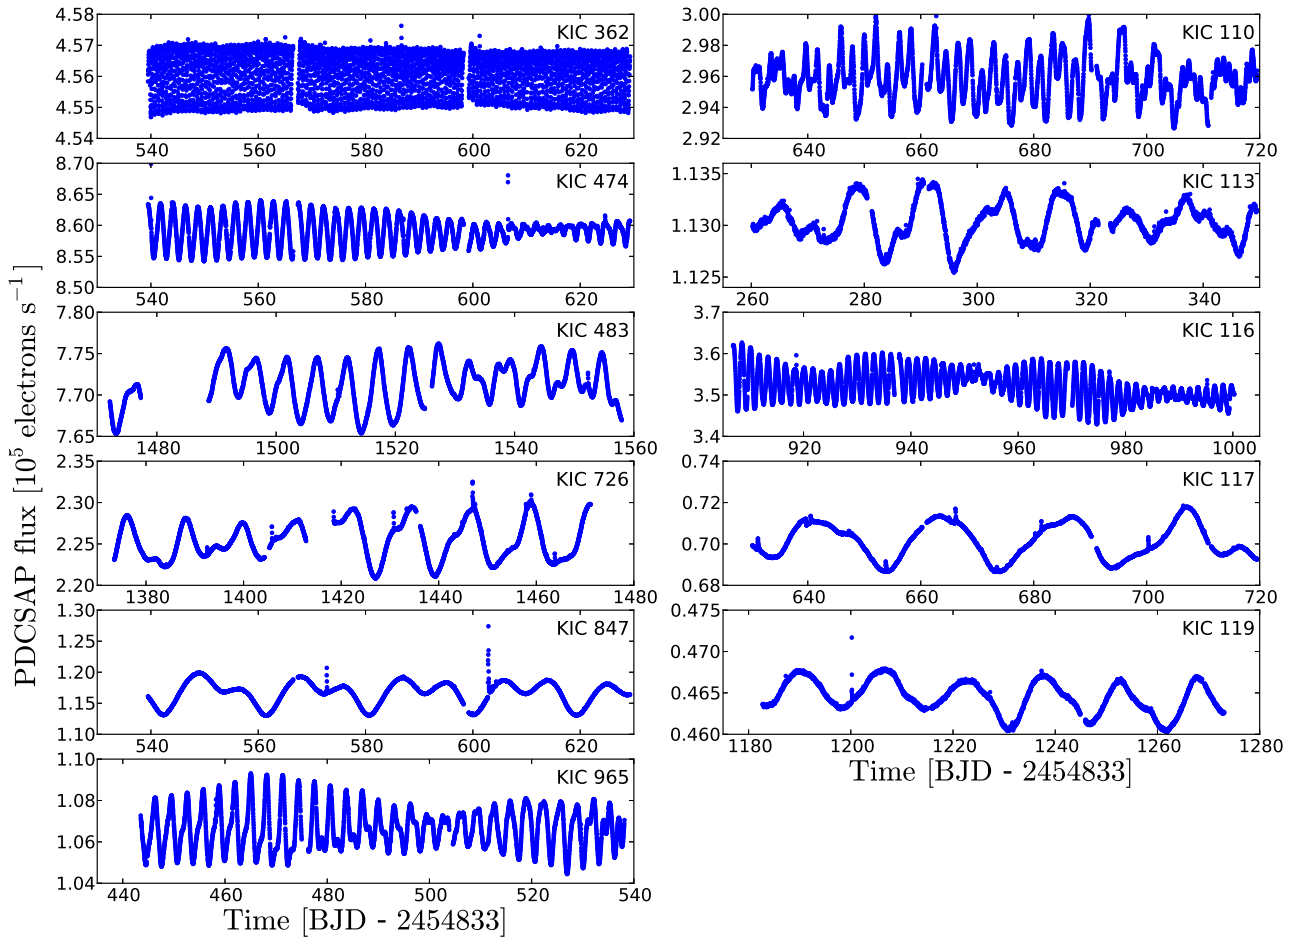 4.58
4.57
4.56
4.55
4.54
KIC 362
540 560 580 600 620
8.70
8.65
8.60
8.55
8.50
KIC 474
540 560 580 600 620
7.80
7.75
7.70
7.65
KIC 483
1480 1500 1520 1540 1560
2.35
2.30
2.25
2.20
KIC 726
1380 1400 1420 1440 1460 1480
1.30
1.25
1.20
1.15
1.10
KIC 847
540 560 580 600 620
1.10
1.08
1.06
1.04
KIC 965
440 460 480 500 520 540
Time [BJD - 2454833]
PDCSAP flux [10⁵ electrons s⁻¹]
3.00
2.98
2.96
2.94
2.92
KIC 110
640 660 680 700 720
1.135
1.130
1.125
KIC 113
260 280 300 320 340
3.7
3.6
3.5
3.4
KIC 116
920 940 960 980 1000
0.74
0.72
0.70
0.68
KIC 117
640 660 680 700 720
0.475
0.470
0.465
0.460
KIC 119
1180 1200 1220 1240 1260 1280
Time [BJD - 2454833]